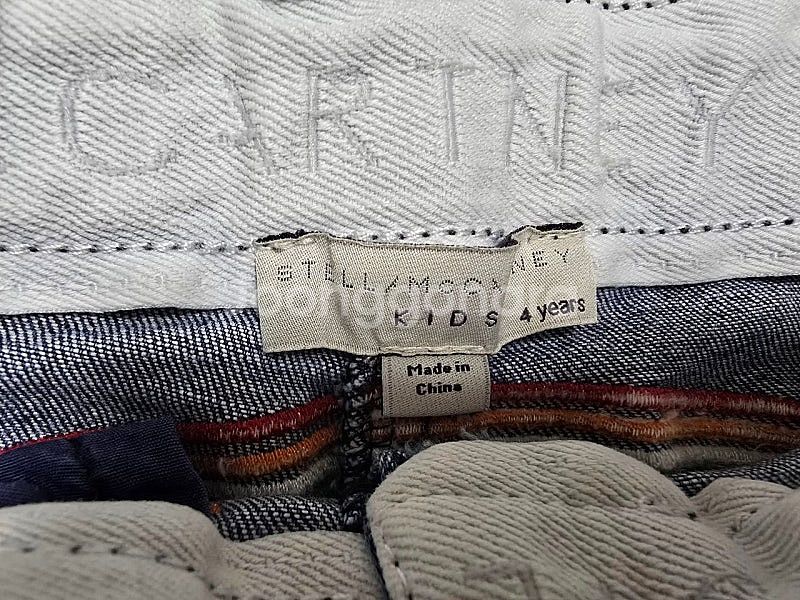 CARTNEY
STELLA McCARTNEY
KIDS 4 years
Made in
China